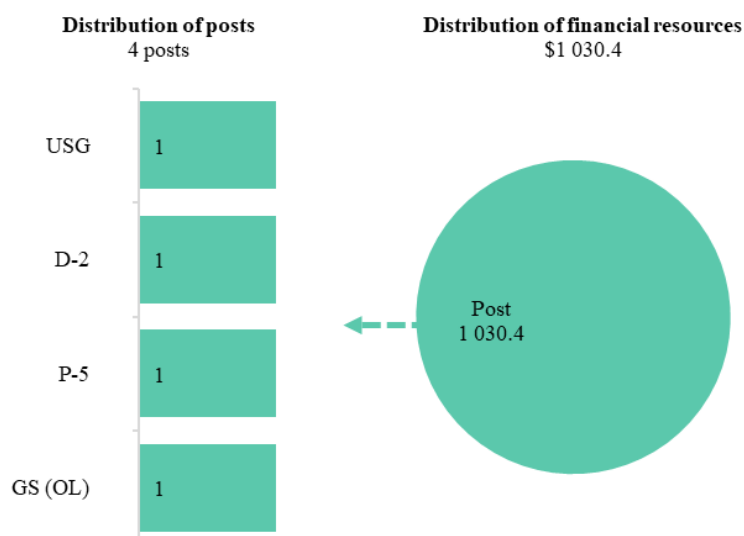 Distribution of posts
4 posts
USG
1
D-2
1
P-5
1
GS (OL)
1
Distribution of financial resources
$1 030.4
Post
1 030.4